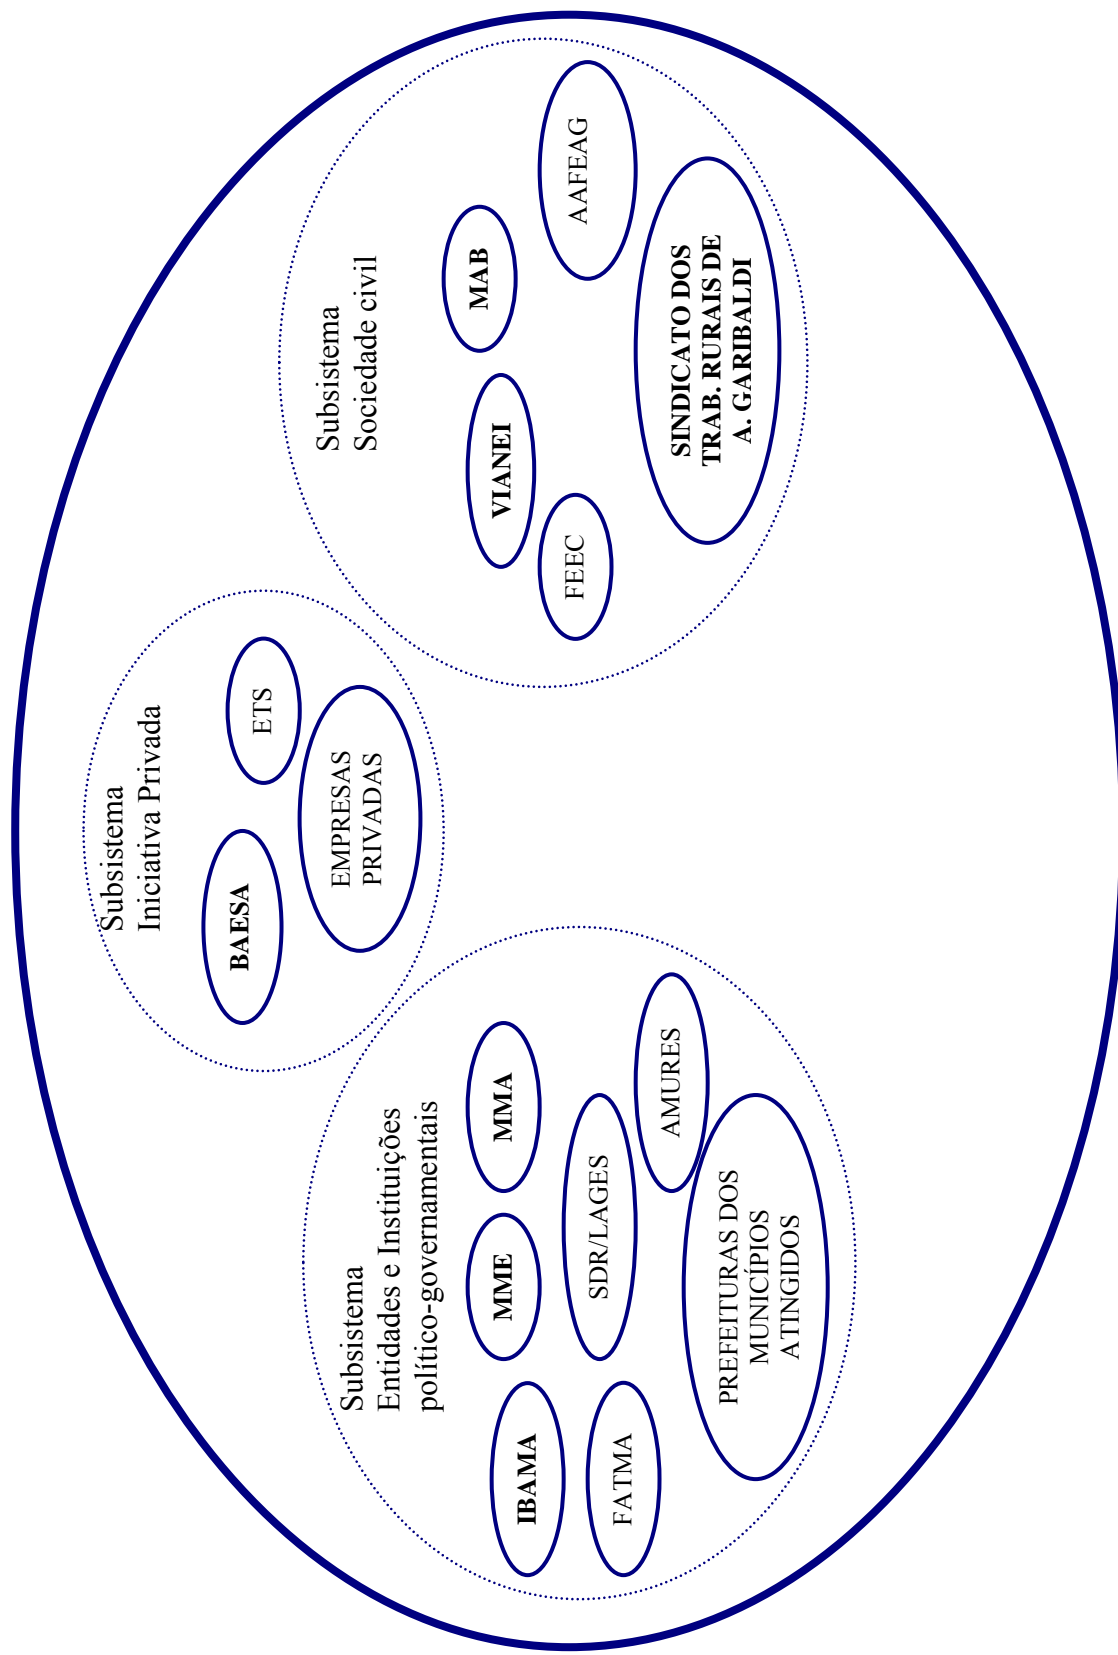 Subsistema
Iniciativa Privada
BAESA
ETS
EMPRESAS
PRIVADAS
Subsistema
Entidades e Instituições
político-governamentais
IBAMA
MME
MMA
FATMA
SDR/LAGES
AMURES
PREFEITURAS DOS
MUNICÍPIOS
ATINGIDOS
Subsistema
Sociedade civil
MAB
VIANEI
FEEC
AAFEAG
SINDICATO DOS
TRAB. RURAIS DE
A. GARIBALDI